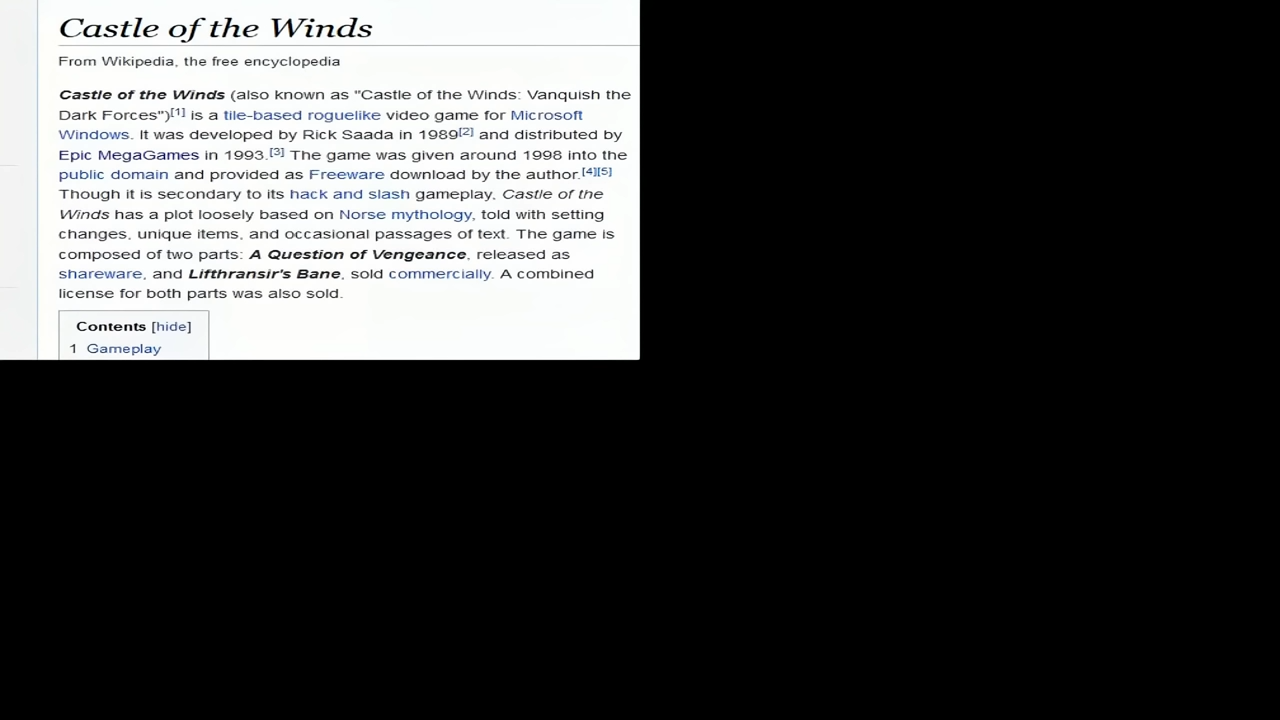 Castle of the Winds
From Wikipedia, the free encyclopedia
Castle of the Winds (also known as "Castle of the Winds: Vanquish the
Dark Forces")[1] is a tile-based roguelike video game for Microsoft
Windows. It was developed by Rick Saada in 1989[2] and distributed by
Epic MegaGames in 1993.[3] The game was given around 1998 into the
public domain and provided as Freeware download by the author.[4][5]
Though it is secondary to its hack and slash gameplay, Castle of the
Winds has a plot loosely based on Norse mythology, told with setting
changes, unique items, and occasional passages of text. The game is
composed of two parts: A Question of Vengeance, released as
shareware, and Lifthransir's Bane, sold commercially. A combined
license for both parts was also sold.
Contents [hide]
1 Gameplay